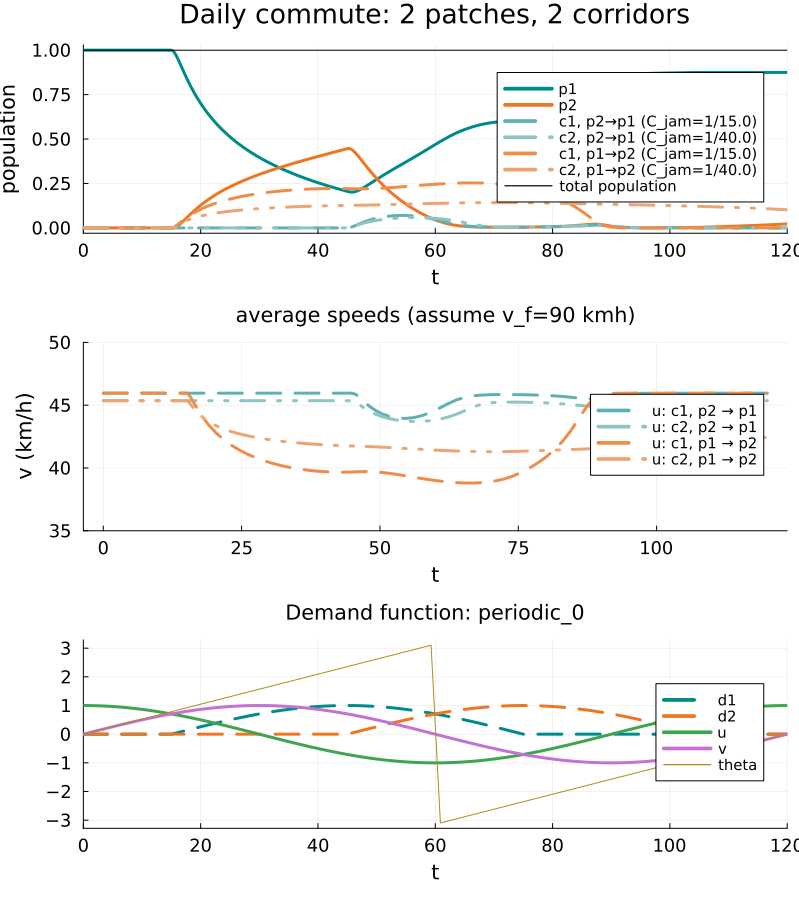 Daily commute: 2 patches, 2 corridors
1.00
0.75
0.50
0.25
0.00
population
p1
p2
c1, p2→p1 (C_jam=1/15.0)
c2, p2→p1 (C_jam=1/40.0)
c1, p1→p2 (C_jam=1/15.0)
c2, p1→p2 (C_jam=1/40.0)
total population
0 20 40 60 80 100 120
t
average speeds (assume v_f=90 kmh)
50
45
40
35
v (km/h)
u: c1, p2 → p1
u: c2, p2 → p1
u: c1, p1 → p2
u: c2, p1 → p2
0 25 50 75 100
t
Demand function: periodic_0
3
2
1
0
−1
−2
−3
d1
d2
u
v
theta
0 20 40 60 80 100 120
t